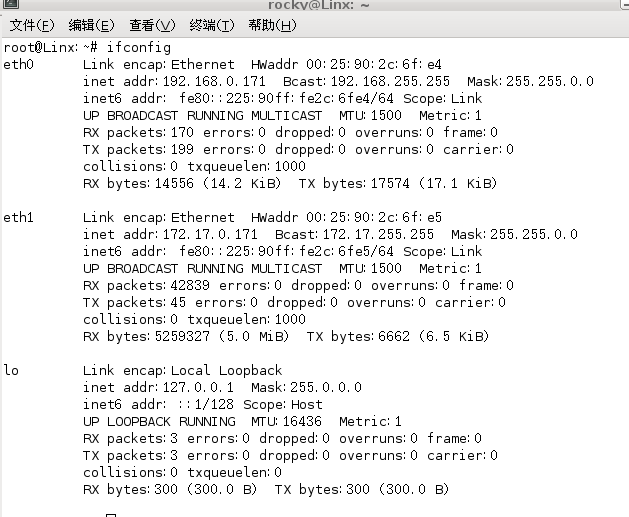 rocky@Linx: ~
文件(F) 编辑(E) 查看(V) 终端(T) 帮助(H)
root@Linx:~# ifconfig
eth0 Link encap:Ethernet HWaddr 00:25:90:2c:6f:e4
inet addr:192.168.0.171 Bcast:192.168.255.255 Mask:255.255.0.0
inet6 addr: fe80::225:90ff:fe2c:6fe4/64 Scope:Link
UP BROADCAST RUNNING MULTICAST MTU:1500 Metric:1
RX packets:170 errors:0 dropped:0 overruns:0 frame:0
TX packets:199 errors:0 dropped:0 overruns:0 carrier:0
collisions:0 txqueuelen:1000
RX bytes:14556 (14.2 KiB) TX bytes:17574 (17.1 KiB)
eth1 Link encap:Ethernet HWaddr 00:25:90:2c:6f:e5
inet addr:172.17.0.171 Bcast:172.17.255.255 Mask:255.255.0.0
inet6 addr: fe80::225:90ff:fe2c:6fe5/64 Scope:Link
UP BROADCAST RUNNING MULTICAST MTU:1500 Metric:1
RX packets:42839 errors:0 dropped:0 overruns:0 frame:0
TX packets:45 errors:0 dropped:0 overruns:0 carrier:0
collisions:0 txqueuelen:1000
RX bytes:5259327 (5.0 MiB) TX bytes:6662 (6.5 KiB)
lo Link encap:Local Loopback
inet addr:127.0.0.1 Mask:255.0.0.0
inet6 addr: ::1/128 Scope:Host
UP LOOPBACK RUNNING MTU:16436 Metric:1
RX packets:3 errors:0 dropped:0 overruns:0 frame:0
TX packets:3 errors:0 dropped:0 overruns:0 carrier:0
collisions:0 txqueuelen:0
RX bytes:300 (300.0 B) TX bytes:300 (300.0 B)